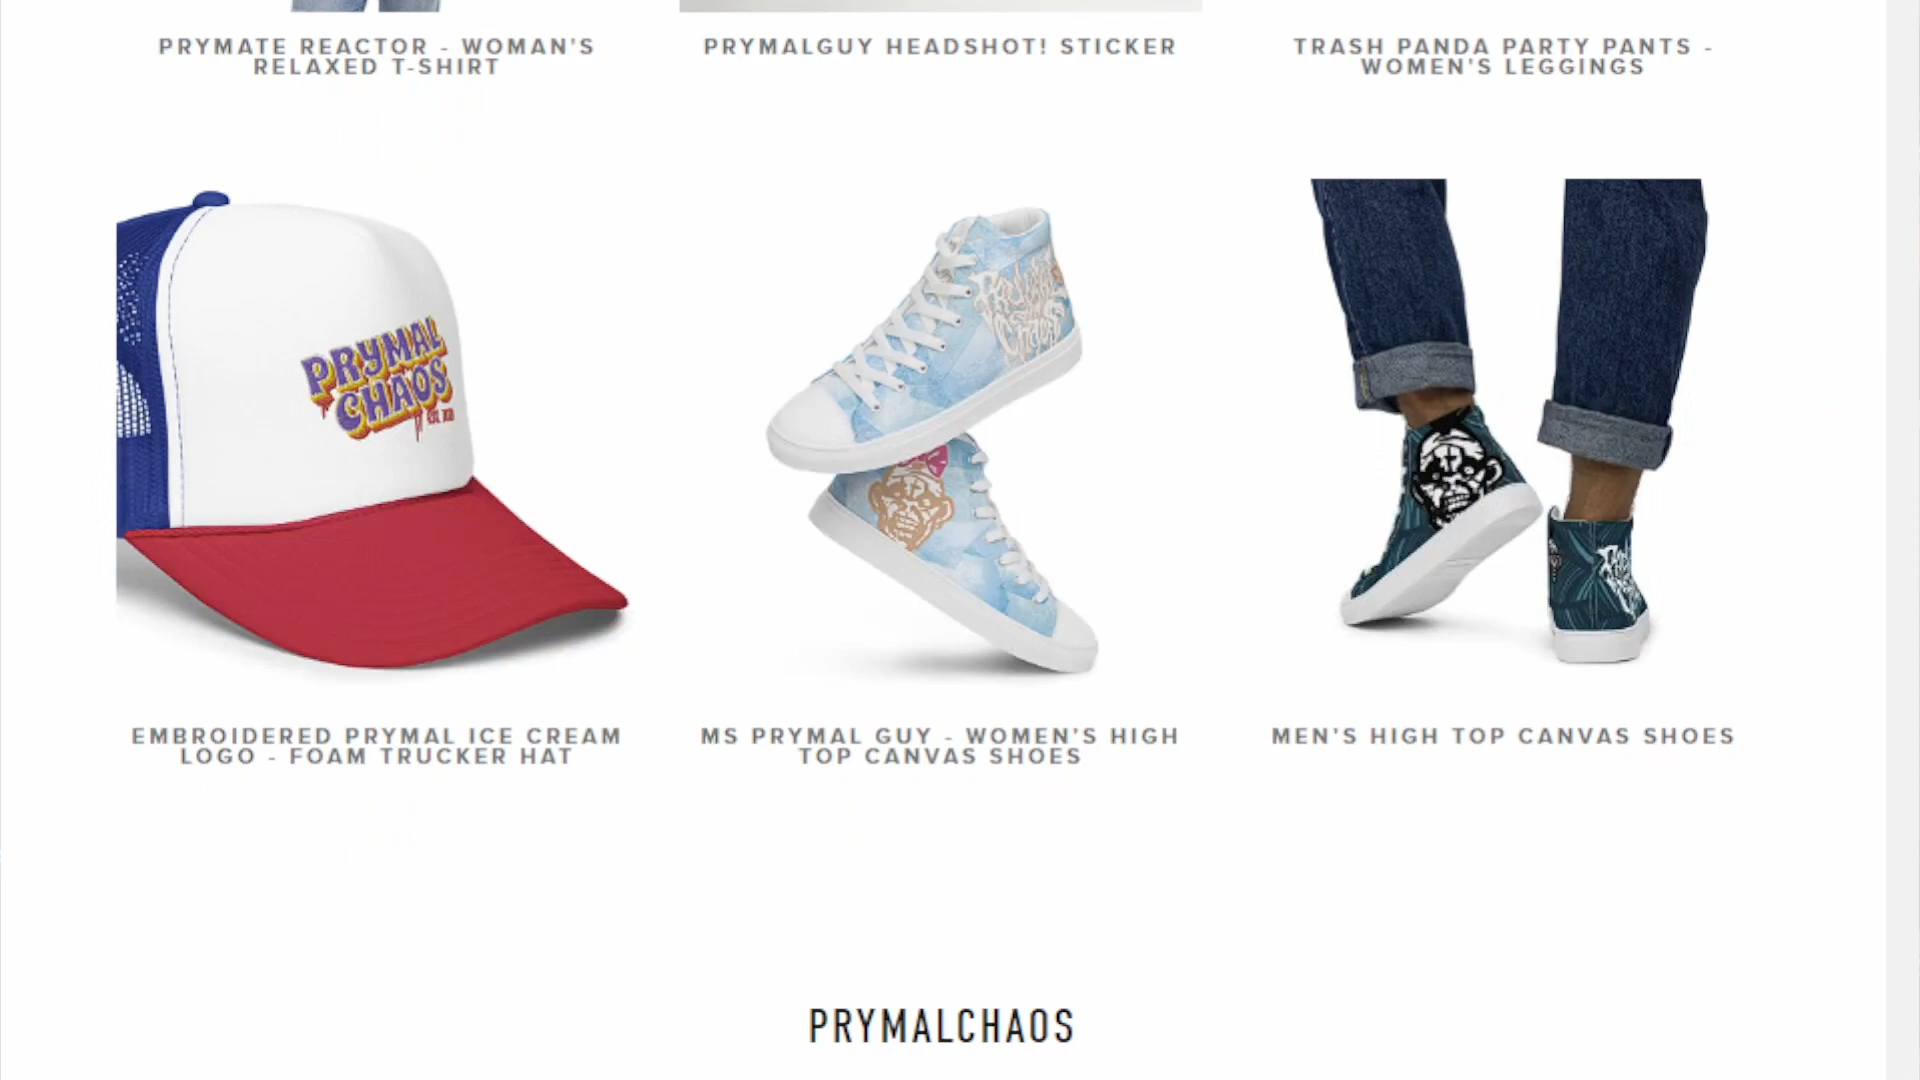 PRYMATE REACTOR - WOMAN'S
RELAXED T-SHIRT
PRYMALGUY HEADSHOT! STICKER
TRASH PANDA PARTY PANTS -
WOMEN'S LEGGINGS
PRYMAL
CHAOS
EMBROIDERED PRYMAL ICE CREAM
LOGO - FOAM TRUCKER HAT
MS PRYMAL GUY - WOMEN'S HIGH
TOP CANVAS SHOES
MEN'S HIGH TOP CANVAS SHOES
PRYMALCHAOS